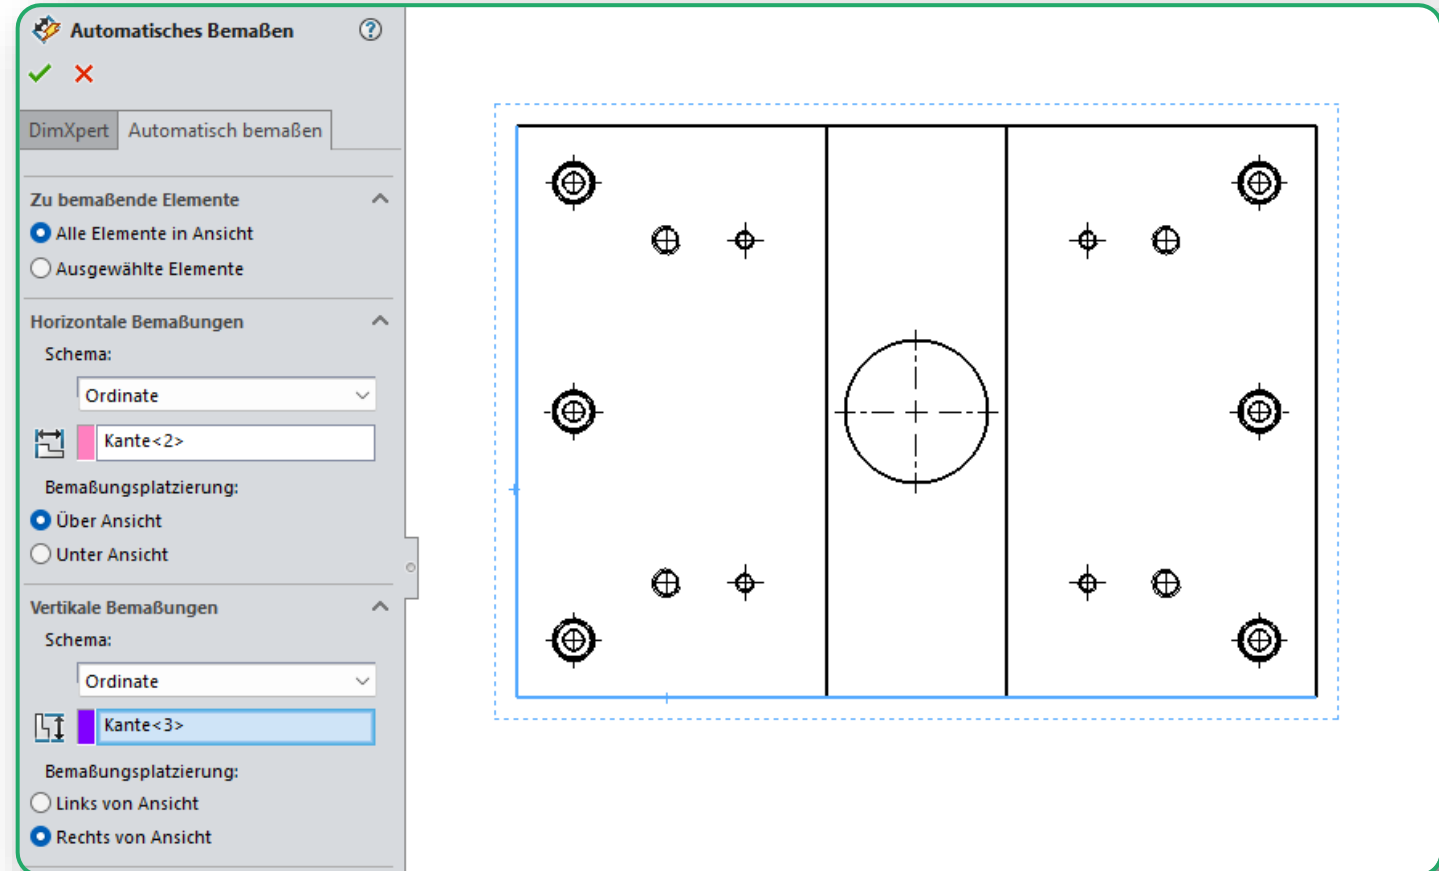 Automatisches Bemaßen
?
DimXpert
Automatisch bemaßen
Zu bemaßende Elemente
Alle Elemente in Ansicht
Ausgewählte Elemente
Horizontale Bemaßungen
Schema:
Ordinate
Kante<2>
Bemaßungsplatzierung:
Über Ansicht
Unter Ansicht
Vertikale Bemaßungen
Schema:
Ordinate
Kante<3>
Bemaßungsplatzierung:
Links von Ansicht
Rechts von Ansicht